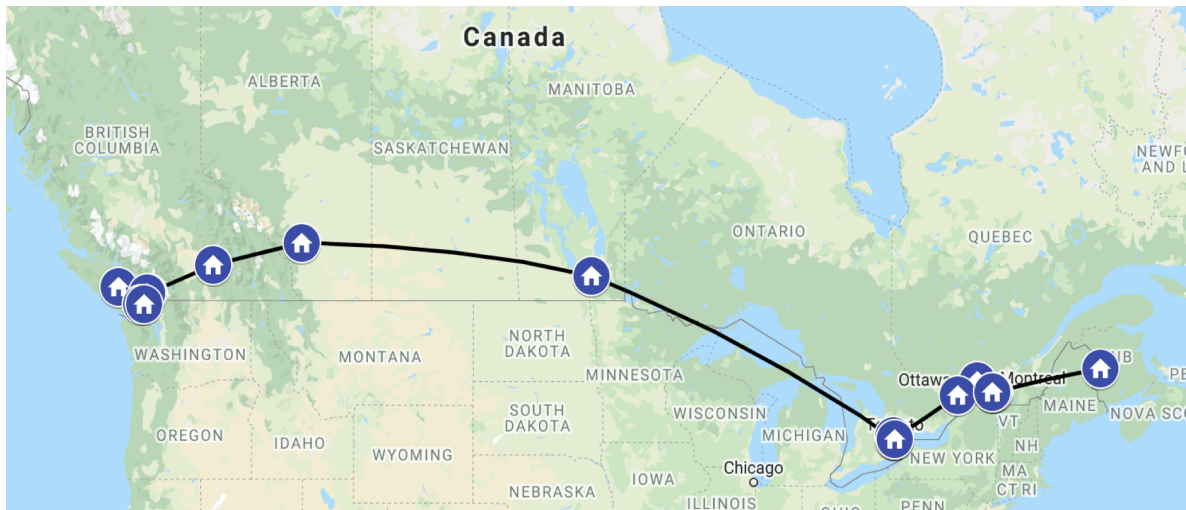 Canada
ALBERTA
MANITOBA
BRITISH
COLUMBIA
SASKATCHEWAN
NEWFO
AND L
ONTARIO
QUEBEC
WASHINGTON
MONTANA
NORTH
DAKOTA
MINNESOTA
Ottawa
Montreal
NB
PE
MAINE
NOVA SCO
SOUTH
DAKOTA
WISCONSIN
VT
OREGON
IDAHO
MICHIGAN
NH
WYOMING
NEW YORK
Chicago
MA
CT RI
IOWA
NEBRASKA
ILLINOIS
OHIO
PENN